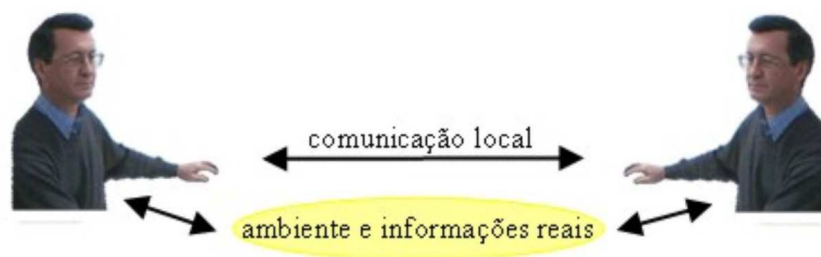 comunicação local
ambiente e informações reais